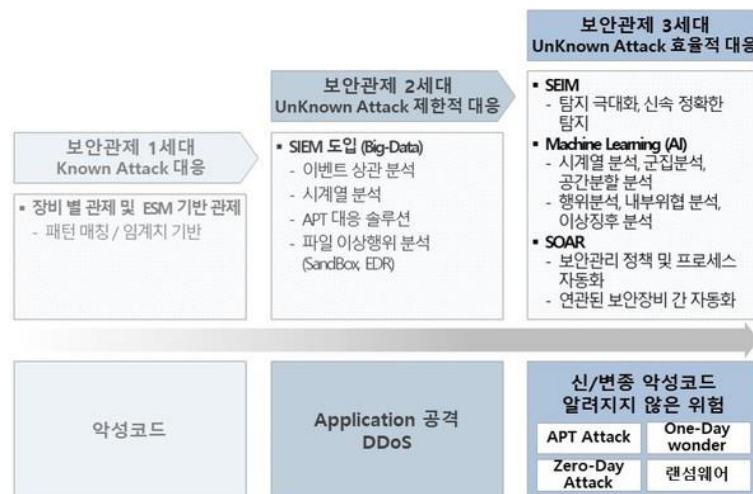 보안관제 3세대
UnKnown Attack 효율적 대응
보안관제 2세대
UnKnown Attack 제한적 대응
보안관제 1세대
Known Attack 대응
▪ 장비 별 관제 및 ESM 기반 관제
- 패턴 매칭 / 임계치 기반
▪ SIEM 도입 (Big-Data)
- 이벤트 상관 분석
- 시계열 분석
- APT 대응 솔루션
- 파일 이상행위 분석
(SandBox, EDR)
▪ SEIM
- 탐지 극대화, 신속 정확한
탐지
▪ Machine Learning (AI)
- 시계열 분석, 군집분석,
공간분할 분석
- 행위분석, 내부위협 분석,
이상징후 분석
▪ SOAR
- 보안관리 정책 및 프로세스
자동화
- 연관된 보안장비 간 자동화
악성코드
Application 공격
DDoS
신/변종 악성코드
알려지지 않은 위험
APT Attack
One-Day
wonder
Zero-Day
Attack
랜섬웨어